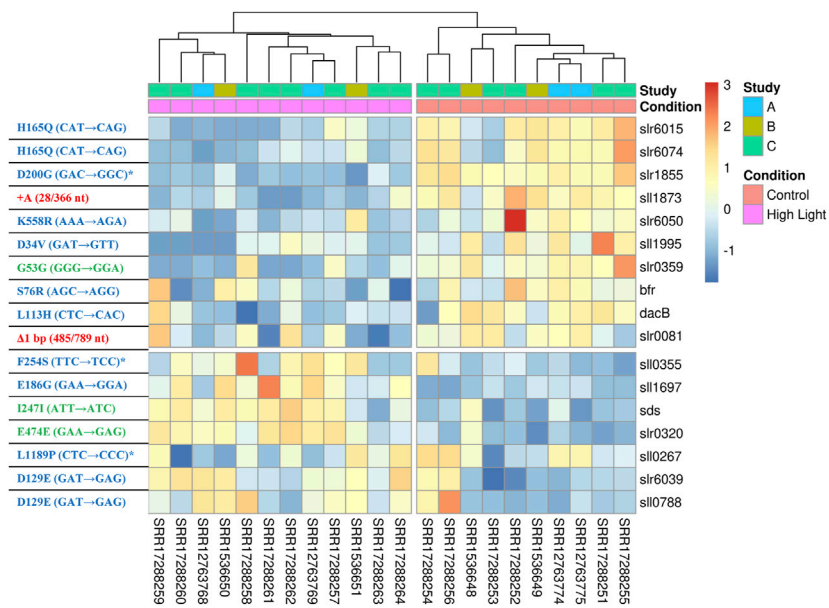 Study
Condition
H165Q (CAT→CAG) slr6015
H165Q (CAT→CAG) slr6074
D200G (GAC→GGC)* slr1855
+A (28/366 nt) sll1873
K558R (AAA→AGA) slr6050
D34V (GAT→GTT) sll1995
G53G (GGG→GGA) slr0359
S76R (AGC→AGG) bfr
L113H (CTC→CAC) dacB
Δ1 bp (485/789 nt) slr0081
F254S (TTC→TCC)* sll0355
E186G (GAA→GGA) sll1697
I247I (ATT→ATC) sds
E474E (GAA→GAG) slr0320
L1189P (CTC→CCC)* sll0267
D129E (GAT→GAG) slr6039
D129E (GAT→GAG) sll0788
SRR17288259
SRR17288260
SRR12763768
SRR1536650
SRR17288258
SRR17288261
SRR17288262
SRR12763769
SRR17288257
SRR1536651
SRR17288263
SRR17288264
SRR17288254
SRR17288256
SRR1536648
SRR17288253
SRR17288252
SRR1536649
SRR12763774
SRR12763775
SRR17288251
SRR17288255
3
2
1
0
-1
Study
A
B
C
Condition
Control
High Light